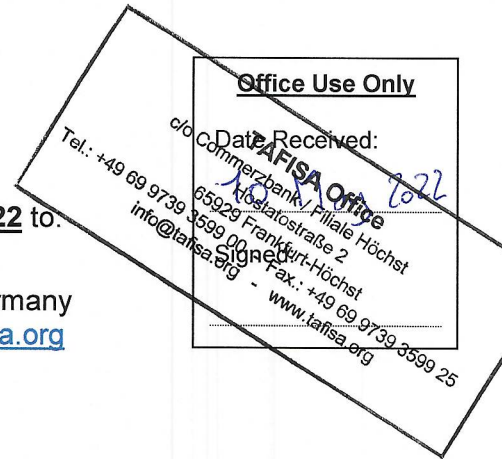 Office Use Only
Date Received:
2022
Signed:
22 to:
rmany
a.org
TAFISA Office
c/o Commerzbank, Filiale Höchst
Hostatostraße 2
65929 Frankfurt-Höchst
Tel.: +49 69 9739 3599 00 - Fax.: +49 69 9739 3599 25
info@tafisa.org - www.tafisa.org